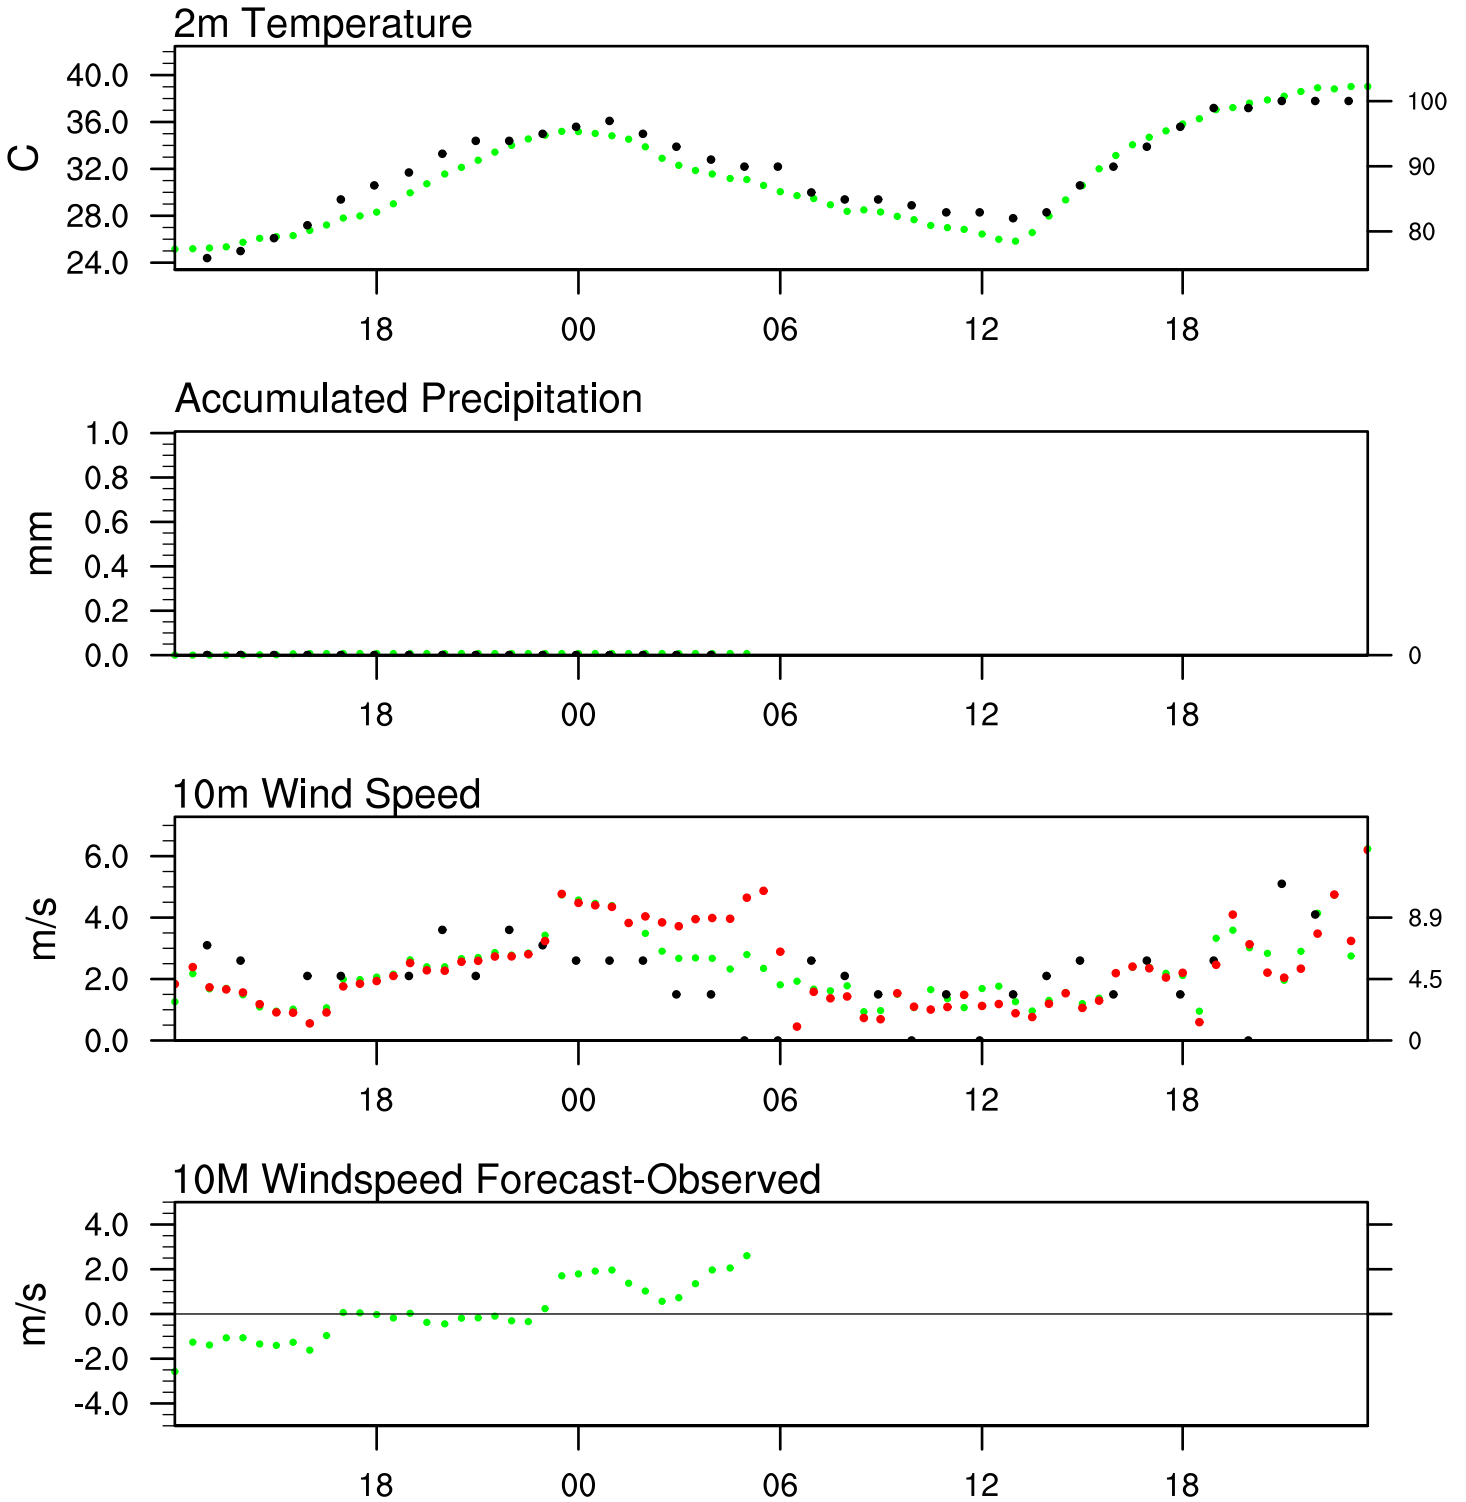 2m Temperature
40.0
36.0
32.0
28.0
24.0
C
100
90
80
18 00 06 12 18
Accumulated Precipitation
1.0
0.8
0.6
0.4
0.2
0.0
mm
0
18 00 06 12 18
10m Wind Speed
6.0
4.0
2.0
0.0
m/s
8.9
4.5
0
18 00 06 12 18
10M Windspeed Forecast-Observed
4.0
2.0
0.0
-2.0
-4.0
m/s
18 00 06 12 18